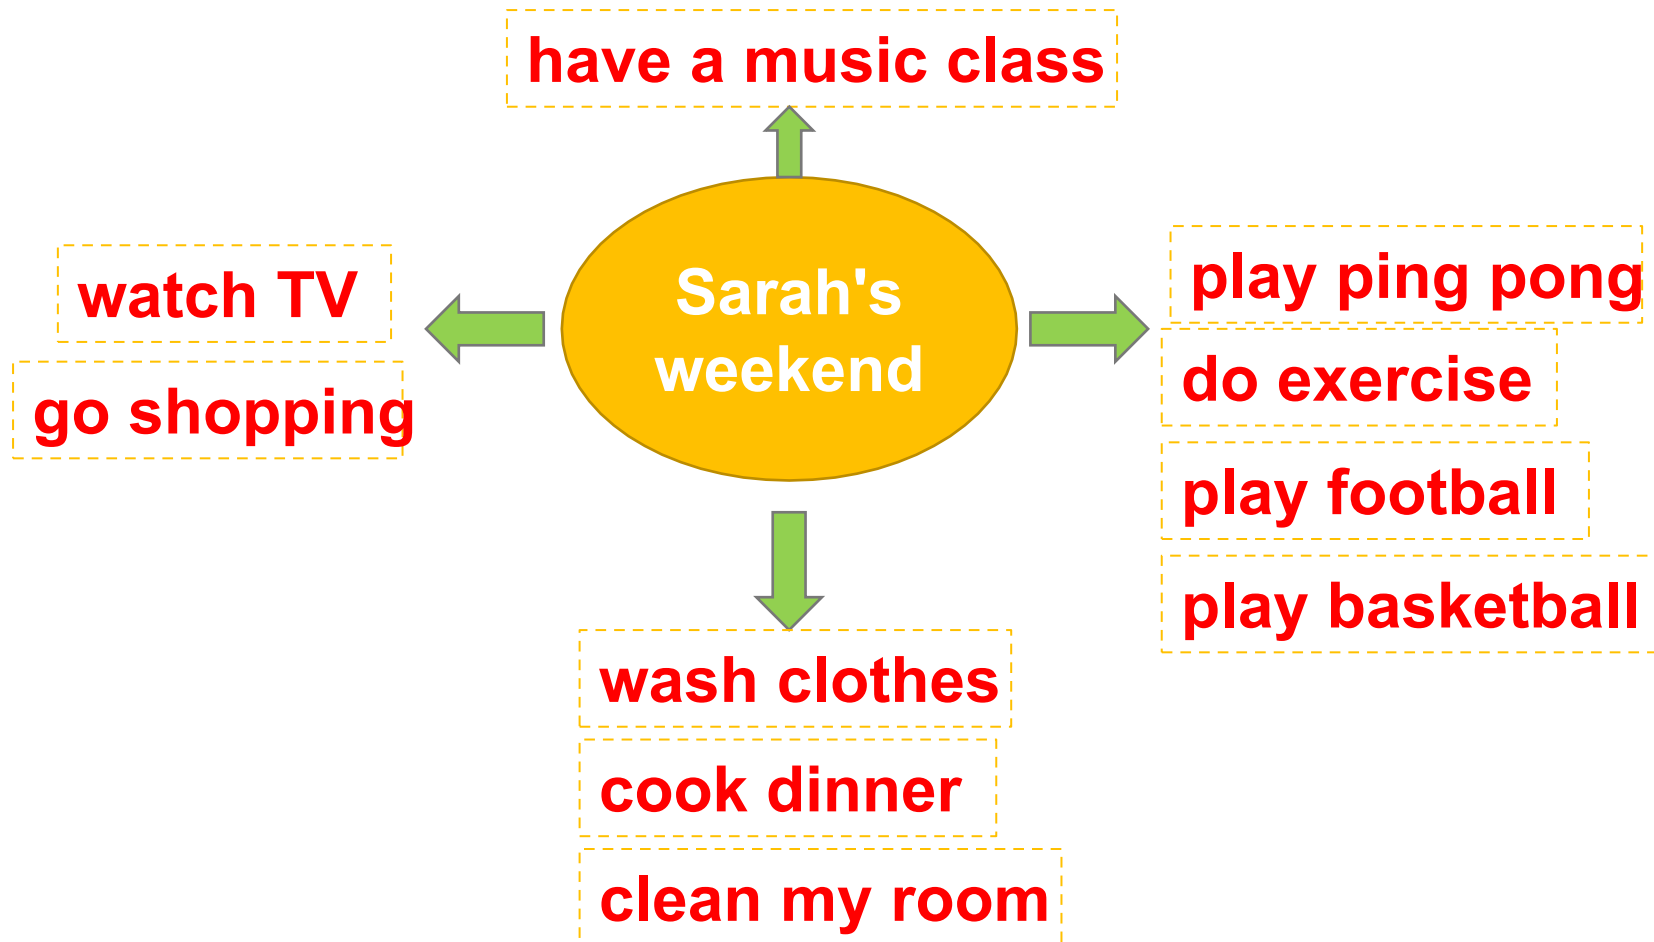 have a music class
Sarah's
weekend
watch TV
go shopping
play ping pong
do exercise
play football
play basketball
wash clothes
cook dinner
clean my room